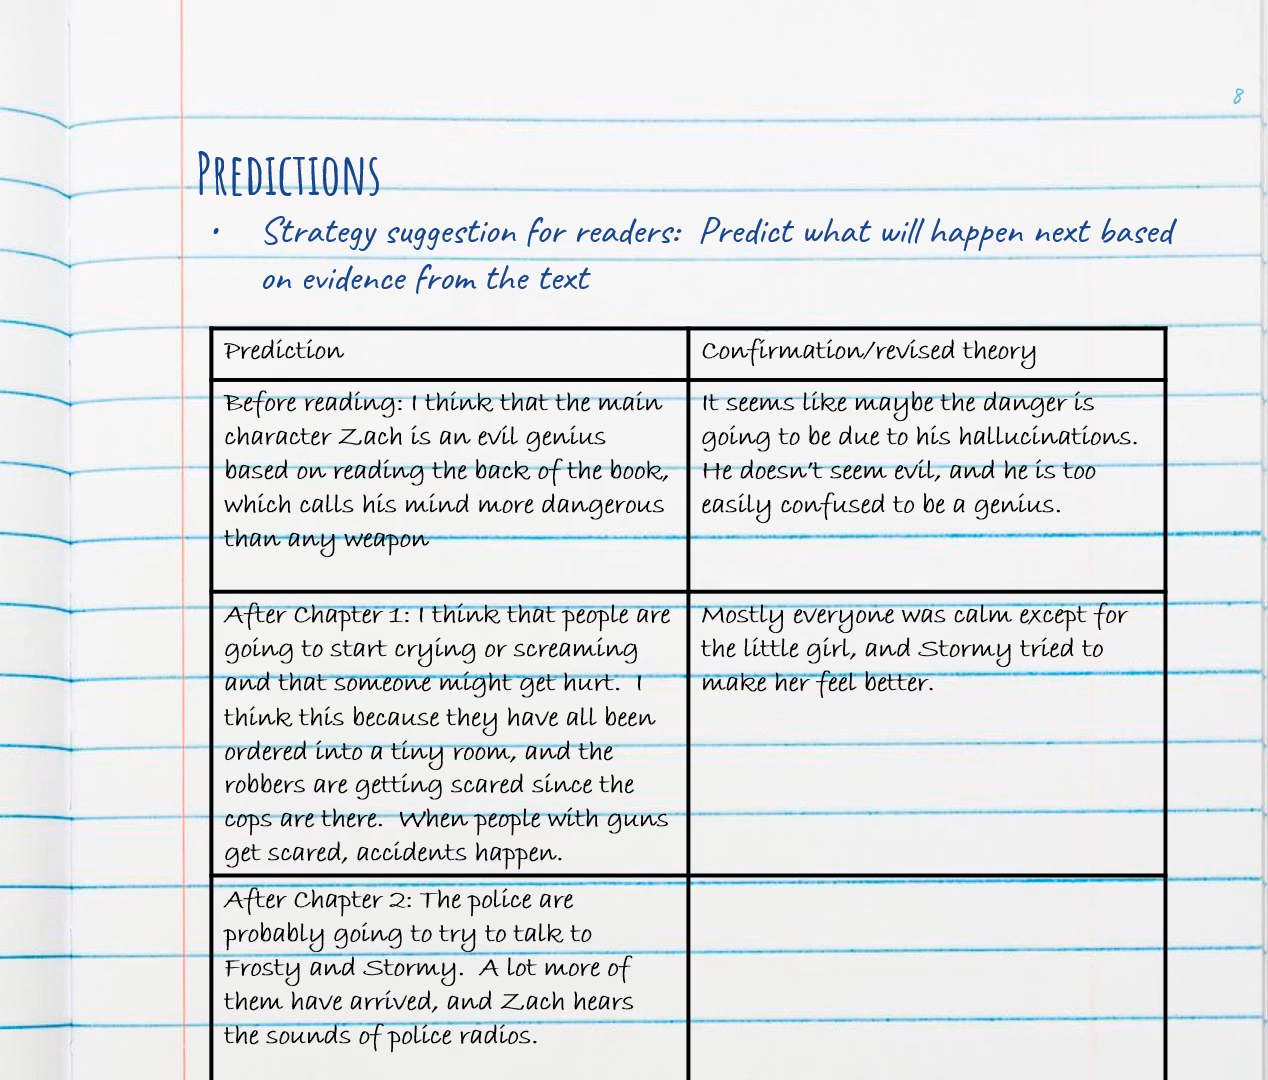 8
PREDICTIONS
• Strategy suggestion for readers: Predict what will happen next based
on evidence from the text
Prediction
Confirmation/revised theory
Before reading: I think that the main
character Zach is an evil genius
based on reading the back of the book,
which calls his mind more dangerous
than any weapon
It seems like maybe the danger is
going to be due to his hallucinations.
He doesn't seem evil, and he is too
easily confused to be a genius.
After Chapter 1: I think that people are
going to start crying or screaming
and that someone might get hurt. I
think this because they have all been
ordered into a tiny room, and the
robbers are getting scared since the
cops are there. When people with guns
get scared, accidents happen.
Mostly everyone was calm except for
the little girl, and Stormy tried to
make her feel better.
After Chapter 2: The police are
probably going to try to talk to
Frosty and Stormy. A lot more of
them have arrived, and Zach hears
the sounds of police radios.